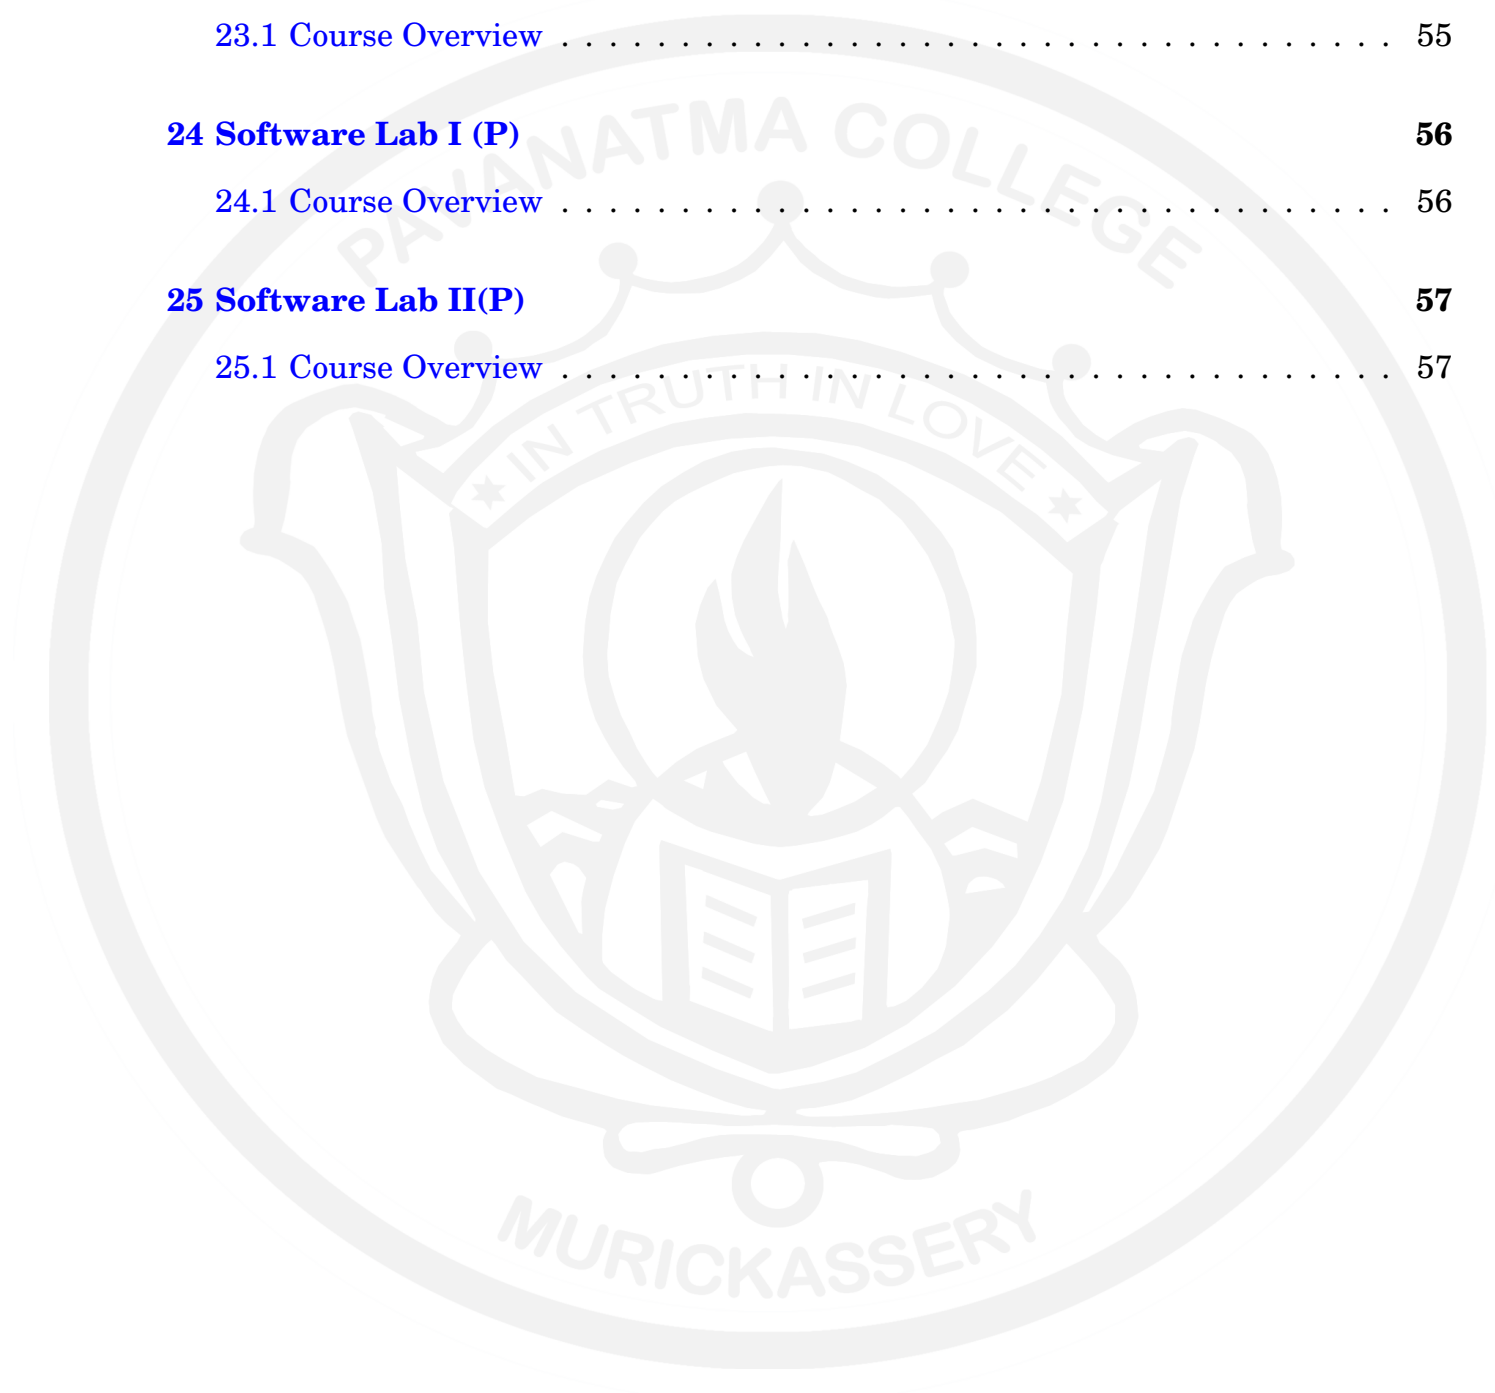 23.1 Course Overview . . . . . . . . . . . . . . . . . . . . . . . . . . . . . . . . . . . 55
24 Software Lab I (P) 56
24.1 Course Overview . . . . . . . . . . . . . . . . . . . . . . . . . . . . . . . . . . . 56
25 Software Lab II(P) 57
25.1 Course Overview . . . . . . . . . . . . . . . . . . . . . . . . . . . . . . . . . . . 57
PAVANATMA COLLEGE
IN TRUTH IN LOVE
MURICKASSERY